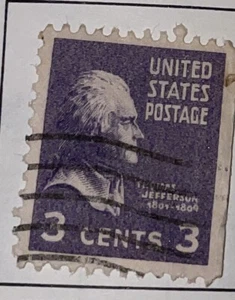 UNITED
STATES
POSTAGE
THOMAS
JEFFERSON
1801-1809
3 CENTS 3